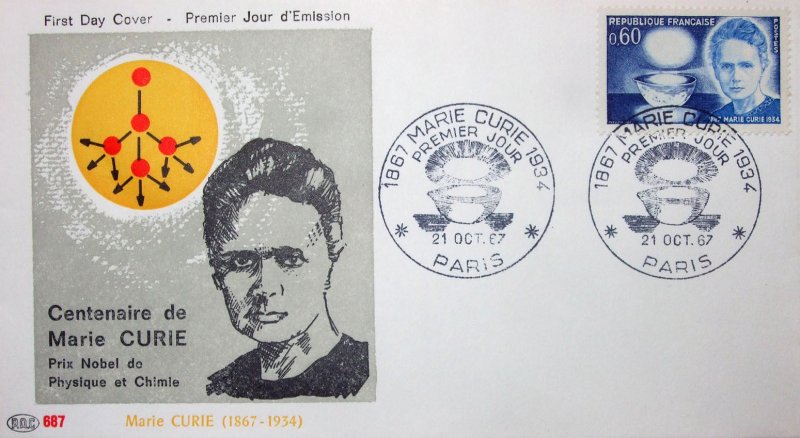 First Day Cover - Premier Jour d'Emission
REPUBLIQUE FRANÇAISE
0,60
POSTES
MARIE CURIE 1934
1867 MARIE CURIE 1934
PREMIER JOUR
* 21 OCT. 67 *
PARIS
1867 MARIE CURIE 1934
PREMIER JOUR
* 21 OCT. 67 *
PARIS
Centenaire de
Marie CURIE
Prix Nobel de
Physique et Chimie
687
Marie CURIE (1867-1934)